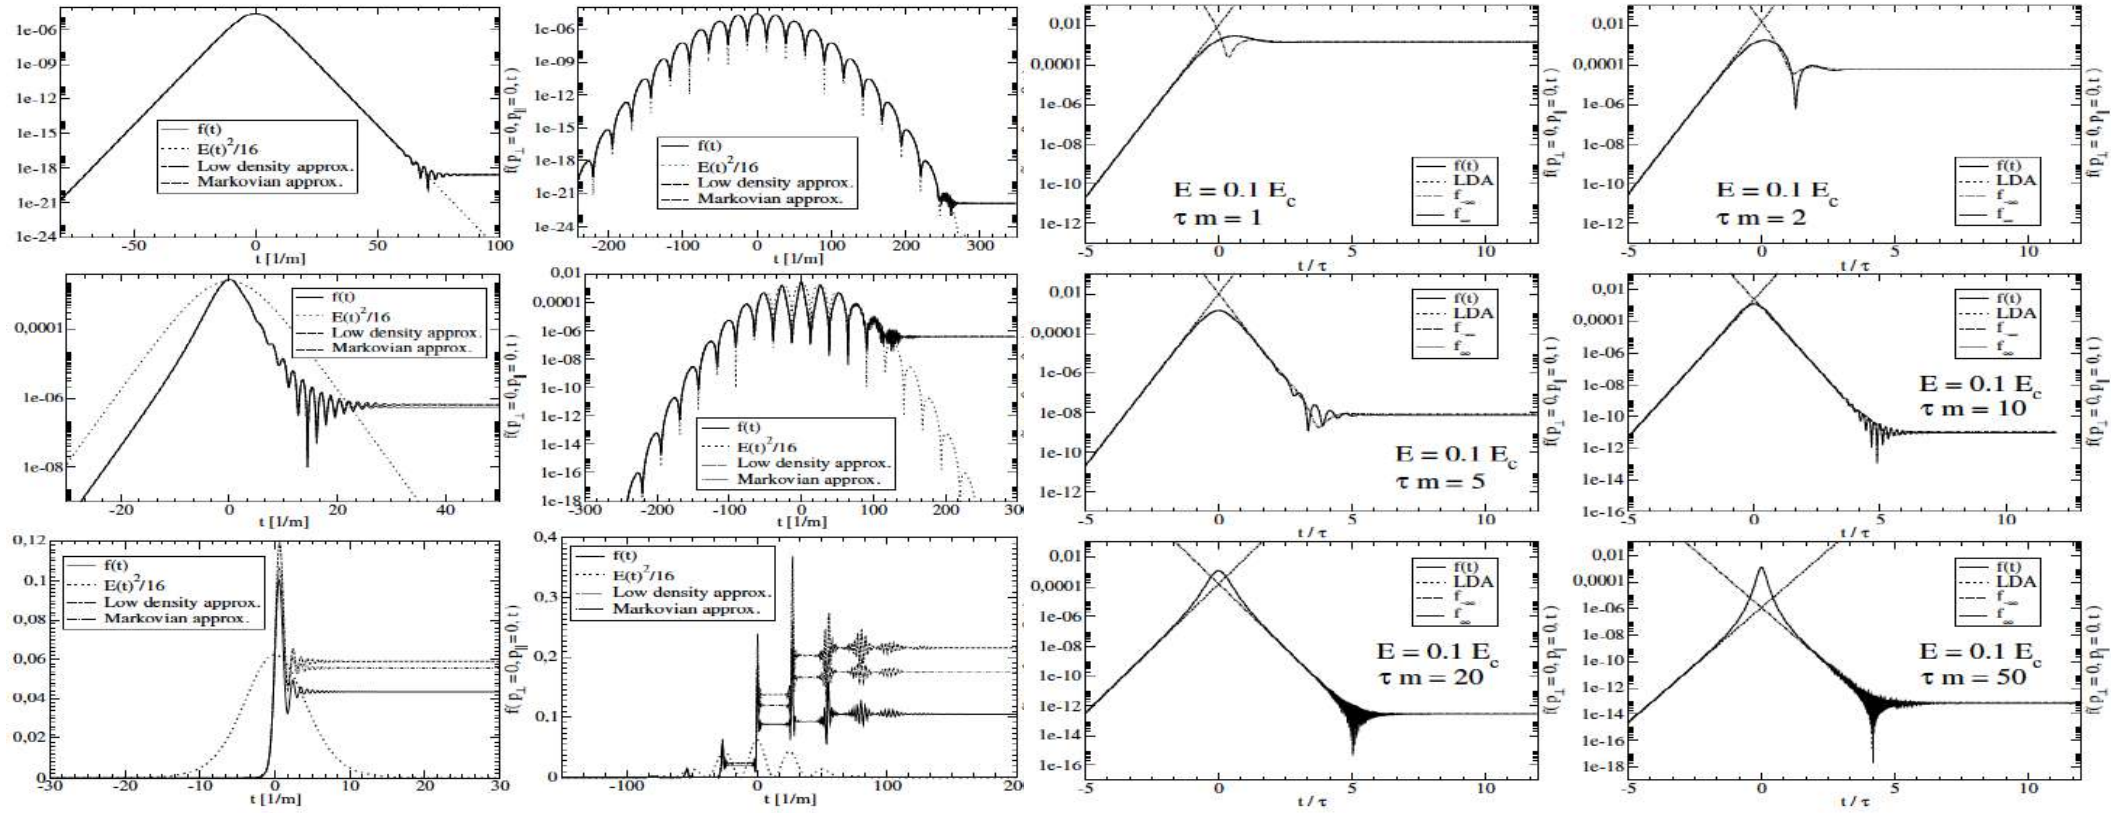 1e-06
1e-09
1e-12
1e-15
1e-18
1e-21
1e-24
f(t)
E(t)²/16
Low density approx.
Markovian approx.
-50 0 50 100
t [1/m]
f( p⊥ = 0, p∥ = 0, t )
1e-06
1e-09
1e-12
1e-15
1e-18
1e-21
1e-24
f(t)
E(t)²/16
Low density approx.
Markovian approx.
-200 -100 0 100 200 300
t [1/m]
0,01
0,0001
1e-06
1e-08
1e-10
1e-12
f(t)
LDA
E = 0.1 E_c
τ m = 1
-5 0 5 10
t / τ
f( p⊥ = 0, p∥ = 0, t )
0,01
0,0001
1e-06
1e-08
1e-10
1e-12
f(t)
LDA
E = 0.1 E_c
τ m = 2
-5 0 5 10
t / τ
f( p⊥ = 0, p∥ = 0, t )
0,0001
1e-06
1e-08
f(t)
E(t)²/16
Low density approx.
Markovian approx.
-20 0 20 40
t [1/m]
f( p⊥ = 0, p∥ = 0, t )
0,01
0,0001
1e-06
1e-08
1e-10
1e-12
1e-14
1e-16
1e-18
f(t)
E(t)²/16
Low density approx.
Markovian approx.
-300 -200 -100 0 100 200 300
t [1/m]
0,01
0,0001
1e-06
1e-08
1e-10
1e-12
f(t)
LDA
E = 0.1 E_c
τ m = 5
-5 0 5 10
t / τ
f( p⊥ = 0, p∥ = 0, t )
0,01
0,0001
1e-06
1e-08
1e-10
1e-12
1e-14
1e-16
f(t)
LDA
E = 0.1 E_c
τ m = 10
-5 0 5 10
t / τ
f( p⊥ = 0, p∥ = 0, t )
0,12
0,1
0,08
0,06
0,04
0,02
0
f(t)
E(t)²/16
Low density approx.
Markovian approx.
-30 -20 -10 0 10 20 30
t [1/m]
f( p⊥ = 0, p∥ = 0, t )
0,4
0,3
0,2
0,1
0
f(t)
E(t)²/16
Low density approx.
Markovian approx.
-100 0 100 200
t [1/m]
0,01
0,0001
1e-06
1e-08
1e-10
1e-12
1e-14
1e-16
f(t)
LDA
E = 0.1 E_c
τ m = 20
-5 0 5 10
t / τ
f( p⊥ = 0, p∥ = 0, t )
0,01
0,0001
1e-06
1e-08
1e-10
1e-12
1e-14
1e-16
1e-18
f(t)
LDA
E = 0.1 E_c
τ m = 50
-5 0 5 10
t / τ
f( p⊥ = 0, p∥ = 0, t )